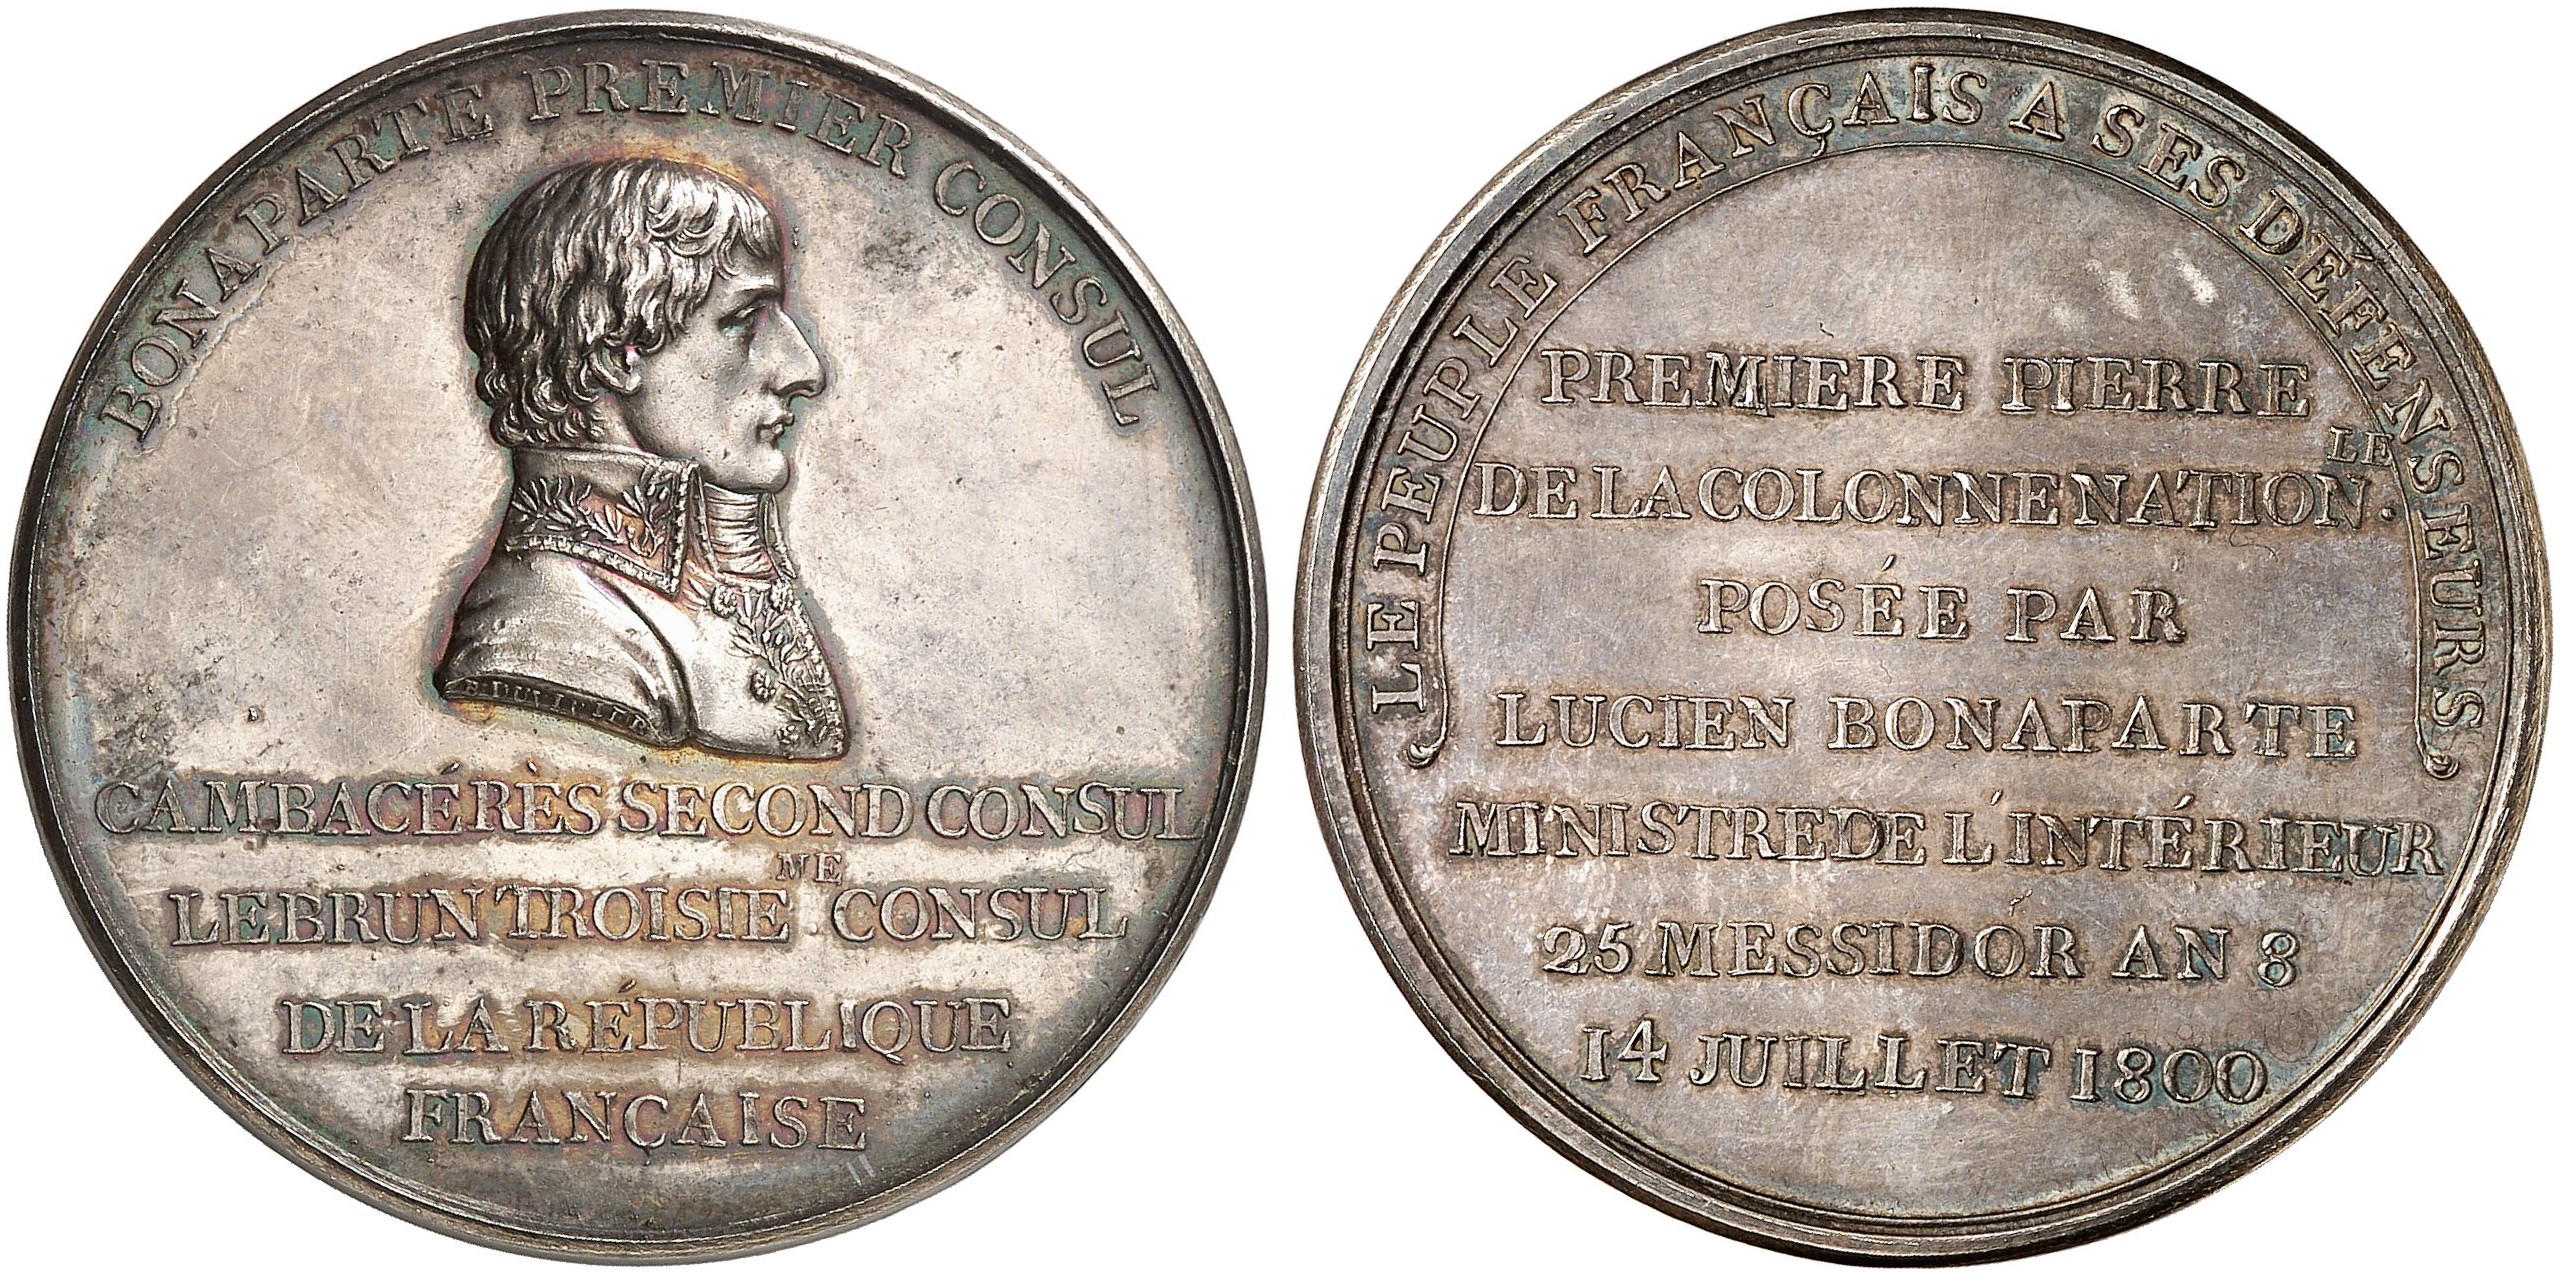 BONAPARTE PREMIER CONSUL
B. DUVIVIER
CAMBACÉRÈS SECOND CONSUL
LEBRUN TROISIEME CONSUL
DE LA RÉPUBLIQUE
FRANÇAISE
LE PEUPLE FRANÇAIS A SES DÉFENSEURS
PREMIERE PIERRE
DE LA COLONNE NATION.LE
POSÉE PAR
LUCIEN BONAPARTE
MINISTRE DE L'INTÉRIEUR
25 MESSIDOR AN 8
14 JUILLET 1800